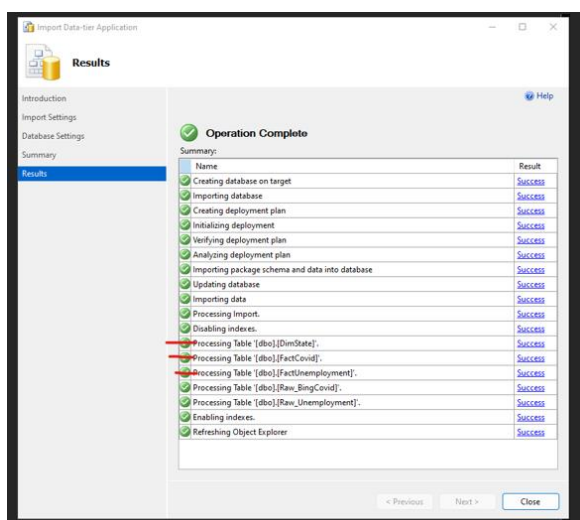 Import Data-tier Application
Results
Help
Introduction
Import Settings
Database Settings
Summary
Results
Operation Complete
Summary:
Name Result
Creating database on target Success
Importing database Success
Creating deployment plan Success
Initializing deployment Success
Verifying deployment plan Success
Analyzing deployment plan Success
Importing package schema and data into database Success
Updating database Success
Importing data Success
Processing Import. Success
Disabling indexes. Success
Processing Table '[dbo].[DimState]'. Success
Processing Table '[dbo].[FactCovid]'. Success
Processing Table '[dbo].[FactUnemployment]'. Success
Processing Table '[dbo].[Raw_BingCovid]'. Success
Processing Table '[dbo].[Raw_Unemployment]'. Success
Enabling indexes. Success
Refreshing Object Explorer Success
< Previous Next > Close